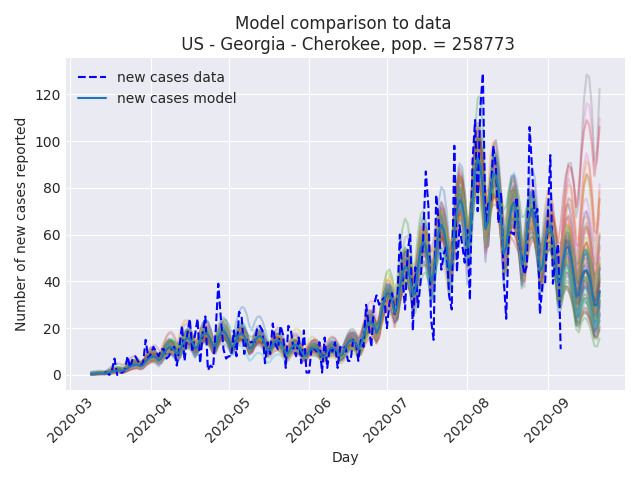 Model comparison to data
US - Georgia - Cherokee, pop. = 258773
new cases data
new cases model
Number of new cases reported
120
100
80
60
40
20
0
2020-03
2020-04
2020-05
2020-06
2020-07
2020-08
2020-09
Day